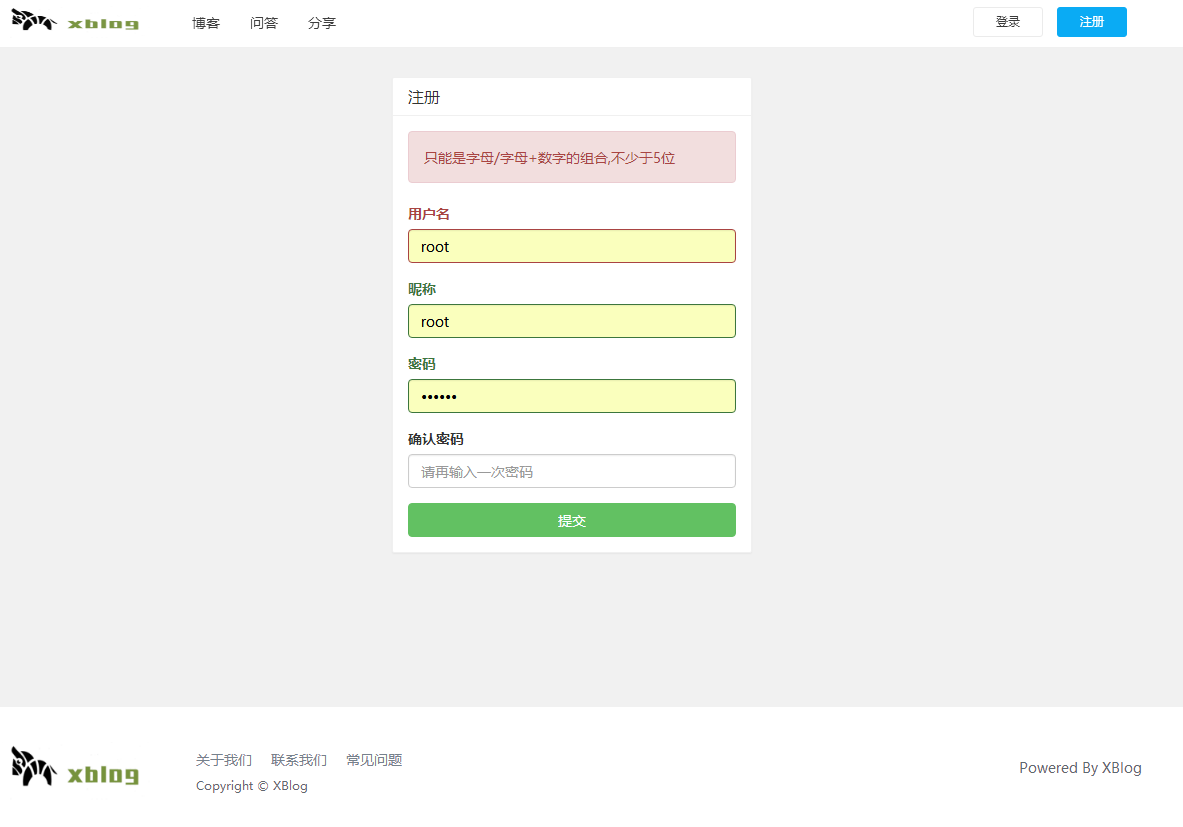 xblog 博客 问答 分享 登录 注册
注册
只能是字母/字母+数字的组合,不少于5位
用户名
root
昵称
root
密码
••••••
确认密码
请再输入一次密码
提交
xblog
关于我们 联系我们 常见问题
Copyright © XBlog
Powered By XBlog